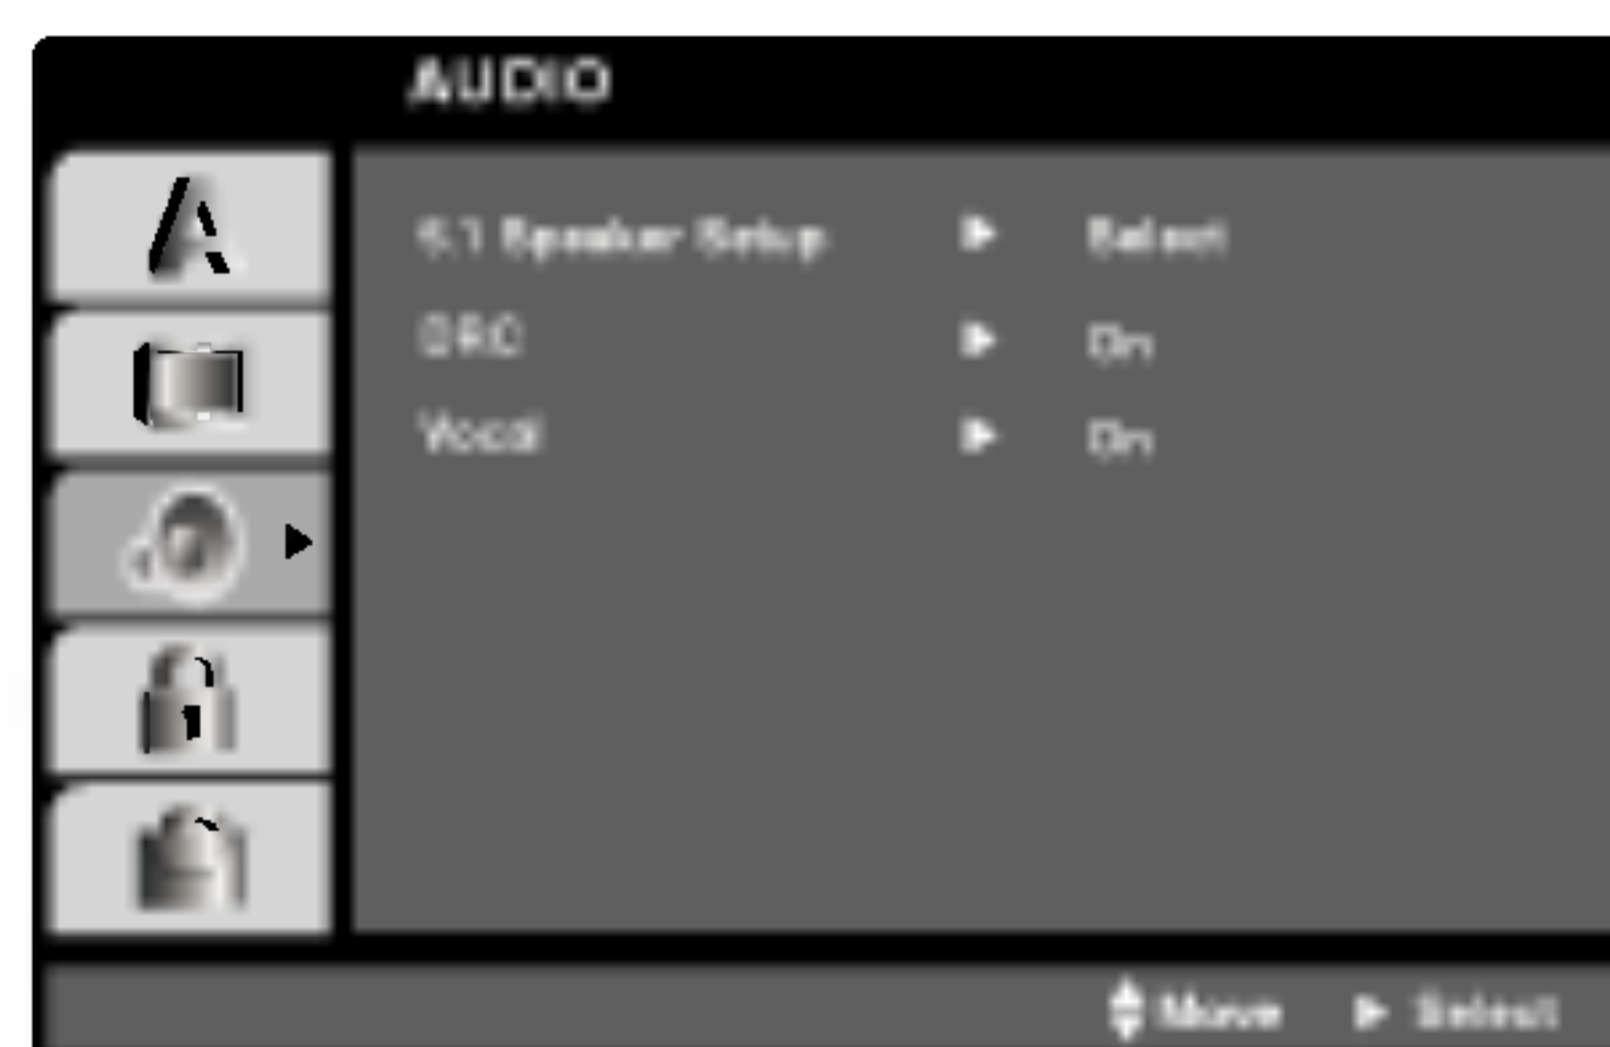 AUDIO
5.1 Speaker Setup Select
DRC On
Vocal On
Move Select